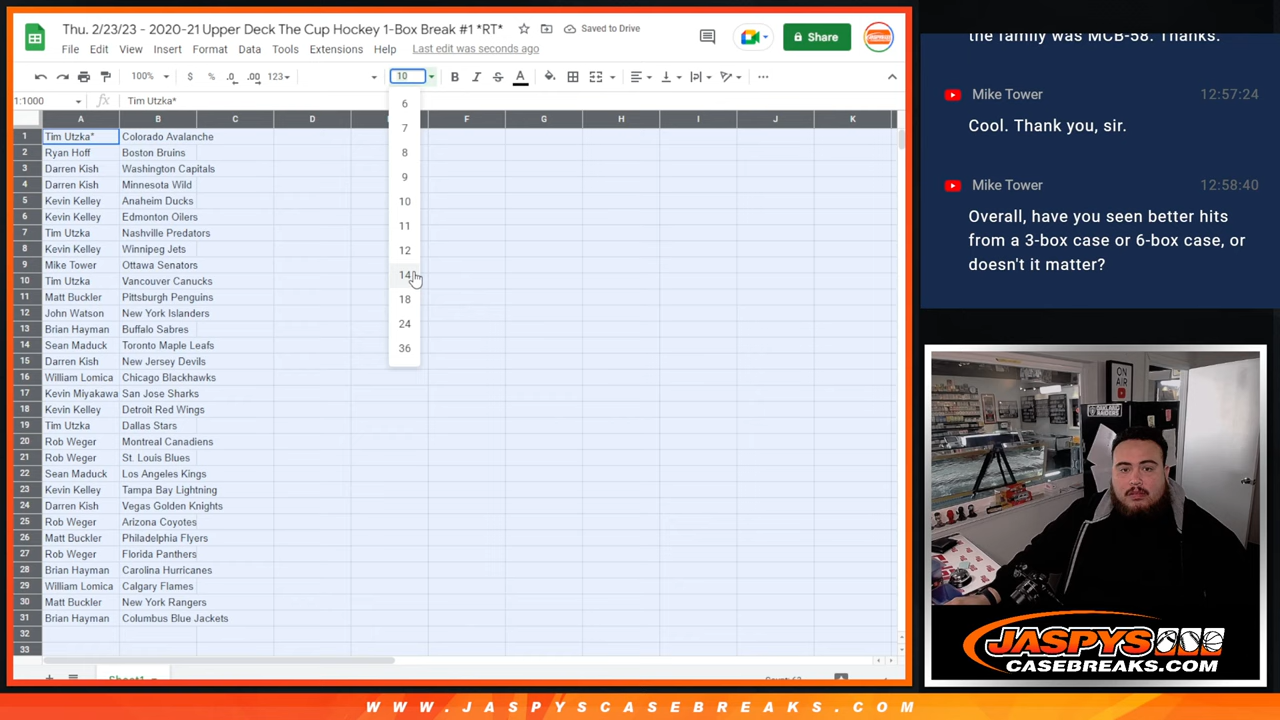 Thu. 2/23/23 - 2020-21 Upper Deck The Cup Hockey 1-Box Break #1 *RT*
Saved to Drive
File Edit View Insert Format Data Tools Extensions Help Last edit was seconds ago
Share
100% $ % .0 .00 123 10 B I S A
1:1000 fx Tim Utzka*
A B C D F G H I J K
1 Tim Utzka* Colorado Avalanche
2 Ryan Hoff Boston Bruins
3 Darren Kish Washington Capitals
4 Darren Kish Minnesota Wild
5 Kevin Kelley Anaheim Ducks
6 Kevin Kelley Edmonton Oilers
7 Tim Utzka Nashville Predators
8 Kevin Kelley Winnipeg Jets
9 Mike Tower Ottawa Senators
10 Tim Utzka Vancouver Canucks
11 Matt Buckler Pittsburgh Penguins
12 John Watson New York Islanders
13 Brian Hayman Buffalo Sabres
14 Sean Maduck Toronto Maple Leafs
15 Darren Kish New Jersey Devils
16 William Lomica Chicago Blackhawks
17 Kevin Miyakawa San Jose Sharks
18 Kevin Kelley Detroit Red Wings
19 Tim Utzka Dallas Stars
20 Rob Weger Montreal Canadiens
21 Rob Weger St. Louis Blues
22 Sean Maduck Los Angeles Kings
23 Kevin Kelley Tampa Bay Lightning
24 Darren Kish Vegas Golden Knights
25 Rob Weger Arizona Coyotes
26 Matt Buckler Philadelphia Flyers
27 Rob Weger Florida Panthers
28 Brian Hayman Carolina Hurricanes
29 William Lomica Calgary Flames
30 Matt Buckler New York Rangers
31 Brian Hayman Columbus Blue Jackets
32
33
6
7
8
9
10
11
12
14
18
24
36
Sheet1
the family was MCB-58. Thanks.
Mike Tower 12:57:24
Cool. Thank you, sir.
Mike Tower 12:58:40
Overall, have you seen better hits
from a 3-box case or 6-box case, or
doesn't it matter?
ON
AIR
JASPYS
CASEBREAKS.COM
WWW.JASPYSCASEBREAKS.COM